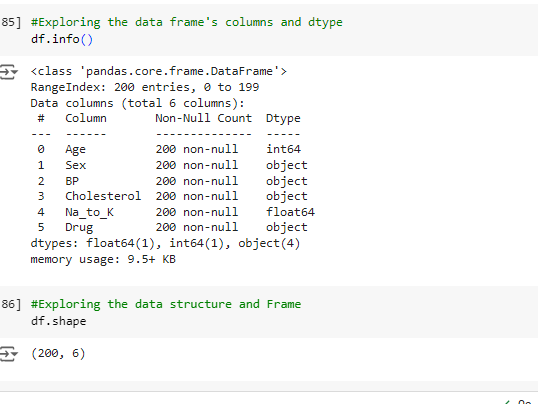 85] #Exploring the data frame's columns and dtype
df.info()
<class 'pandas.core.frame.DataFrame'>
RangeIndex: 200 entries, 0 to 199
Data columns (total 6 columns):
 #   Column       Non-Null Count  Dtype
---  ------       --------------  -----
 0   Age          200 non-null    int64
 1   Sex          200 non-null    object
 2   BP           200 non-null    object
 3   Cholesterol  200 non-null    object
 4   Na_to_K      200 non-null    float64
 5   Drug         200 non-null    object
dtypes: float64(1), int64(1), object(4)
memory usage: 9.5+ KB
86] #Exploring the data structure and Frame
df.shape
(200, 6)